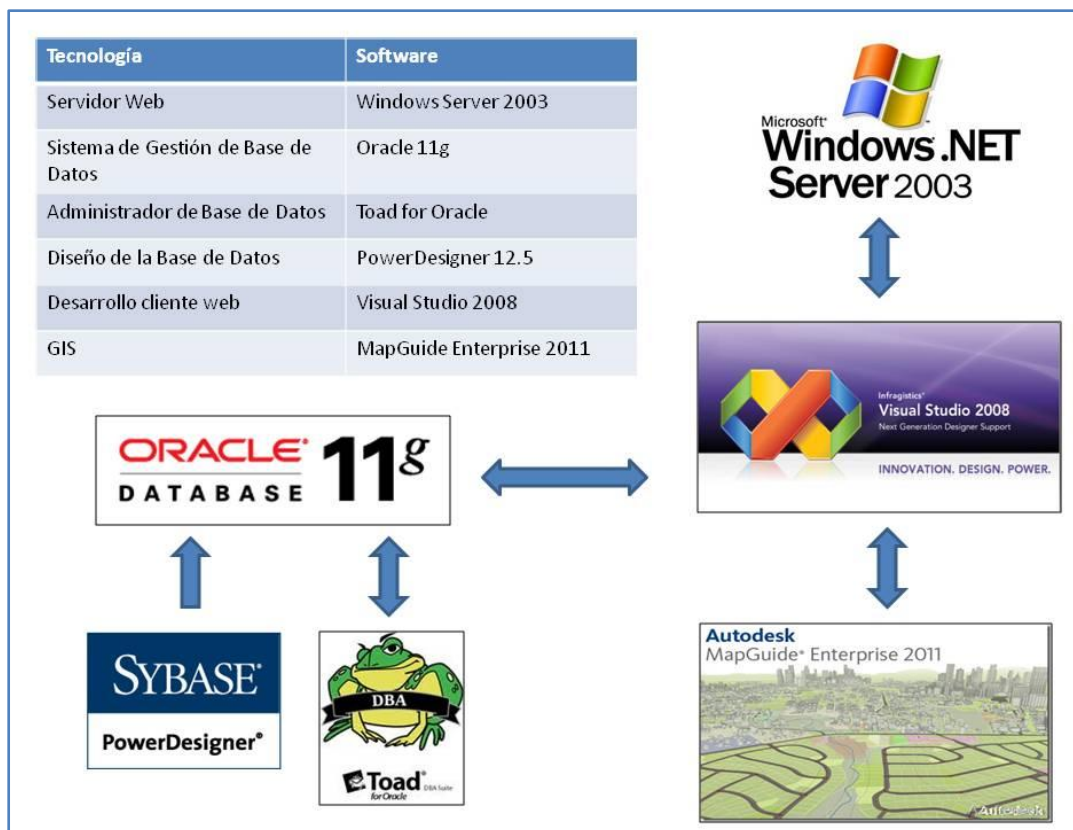 Tecnología Software
Servidor Web Windows Server 2003
Sistema de Gestión de Base de Oracle 11g
Datos
Administrador de Base de Datos Toad for Oracle
Diseño de la Base de Datos PowerDesigner 12.5
Desarrollo cliente web Visual Studio 2008
GIS MapGuide Enterprise 2011
Microsoft®
Windows .NET
Server 2003
Infragistics®
Visual Studio 2008
Next Generation Designer Support
INNOVATION. DESIGN. POWER.
ORACLE® 11g
DATABASE
SYBASE®
PowerDesigner®
DBA
Toad® DBA Suite
for Oracle
Autodesk
MapGuide® Enterprise 2011
Autodesk